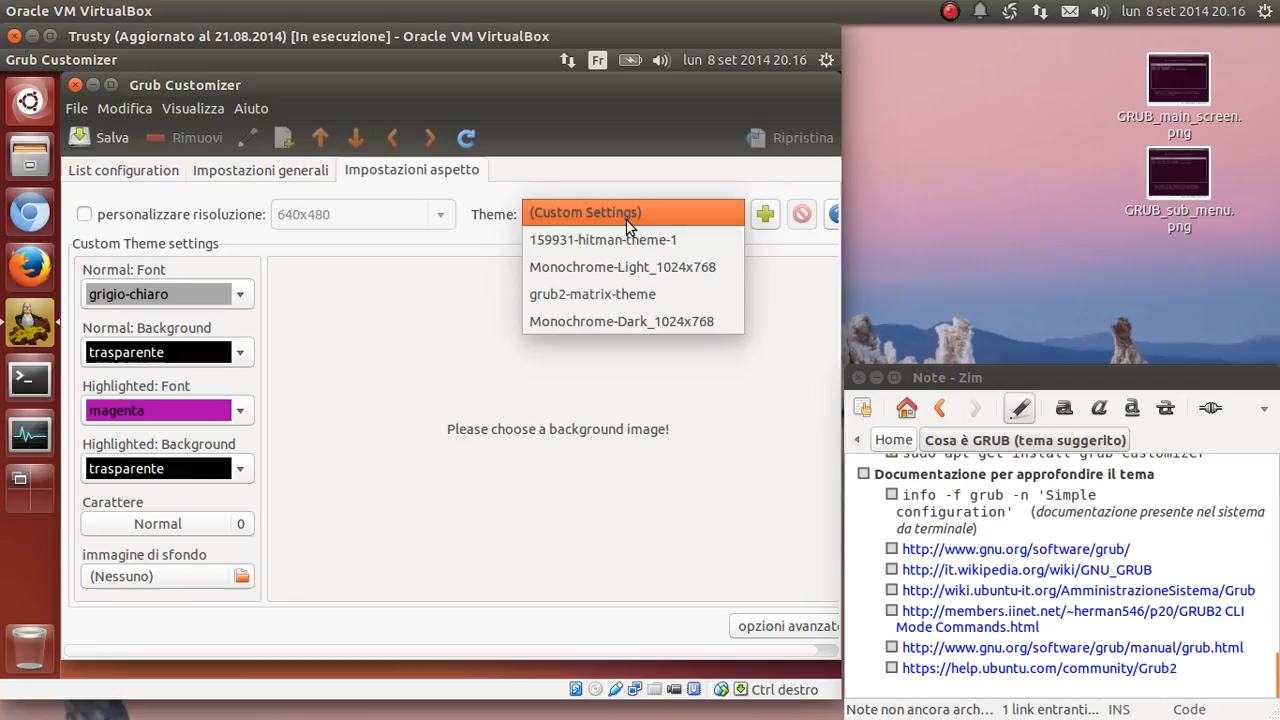 Oracle VM VirtualBox
lun 8 set 2014 20.16
Trusty (Aggiornato al 21.08.2014) [In esecuzione] - Oracle VM VirtualBox
Grub Customizer
Fr
lun 8 set 2014 20.16
Grub Customizer
File Modifica Visualizza Aiuto
Salva Rimuovi Ripristina
List configuration Impostazioni generali Impostazioni aspetto
personalizzare risoluzione: 640x480 Theme: (Custom Settings)
159931-hitman-theme-1
Monochrome-Light_1024x768
grub2-matrix-theme
Monochrome-Dark_1024x768
Custom Theme settings
Normal: Font
grigio-chiaro
Normal: Background
trasparente
Highlighted: Font
magenta
Highlighted: Background
trasparente
Carattere
Normal 0
immagine di sfondo
(Nessuno)
Please choose a background image!
opzioni avanzat
Ctrl destro
GRUB_main_screen.
png
GRUB_sub_menu.
png
Note - Zim
Home Cosa è GRUB (tema suggerito)
sudo apt-get install grub-customizer
Documentazione per approfondire il tema
info -f grub -n 'Simple
configuration' (documentazione presente nel sistema
da terminale)
http://www.gnu.org/software/grub/
http://it.wikipedia.org/wiki/GNU_GRUB
http://wiki.ubuntu-it.org/AmministrazioneSistema/Grub
http://members.iinet.net/~herman546/p20/GRUB2 CLI
Mode Commands.html
http://www.gnu.org/software/grub/manual/grub.html
https://help.ubuntu.com/community/Grub2
Note non ancora arch... 1 link entranti... INS Code